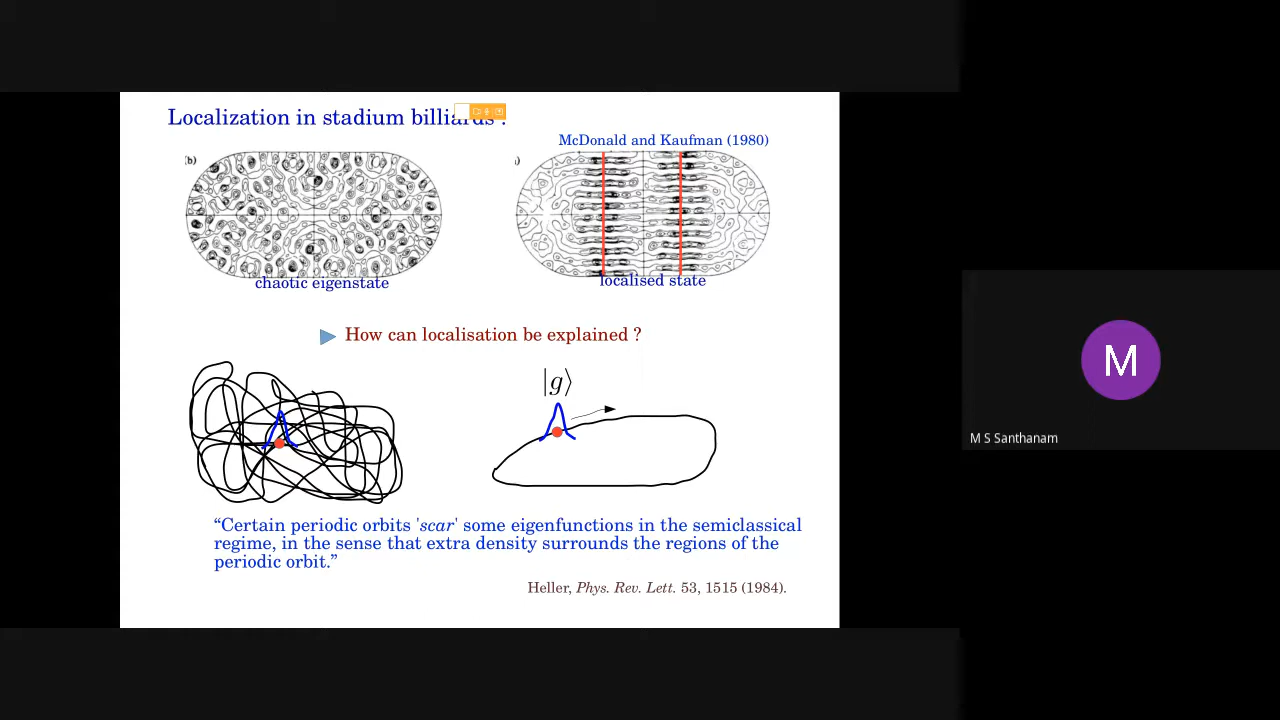 Localization in stadium billiards :
McDonald and Kaufman (1980)
(b)
chaotic eigenstate
localised state
How can localisation be explained ?
|g⟩
“Certain periodic orbits 'scar' some eigenfunctions in the semiclassical
regime, in the sense that extra density surrounds the regions of the
periodic orbit.”
Heller, Phys. Rev. Lett. 53, 1515 (1984).
M
M S Santhanam